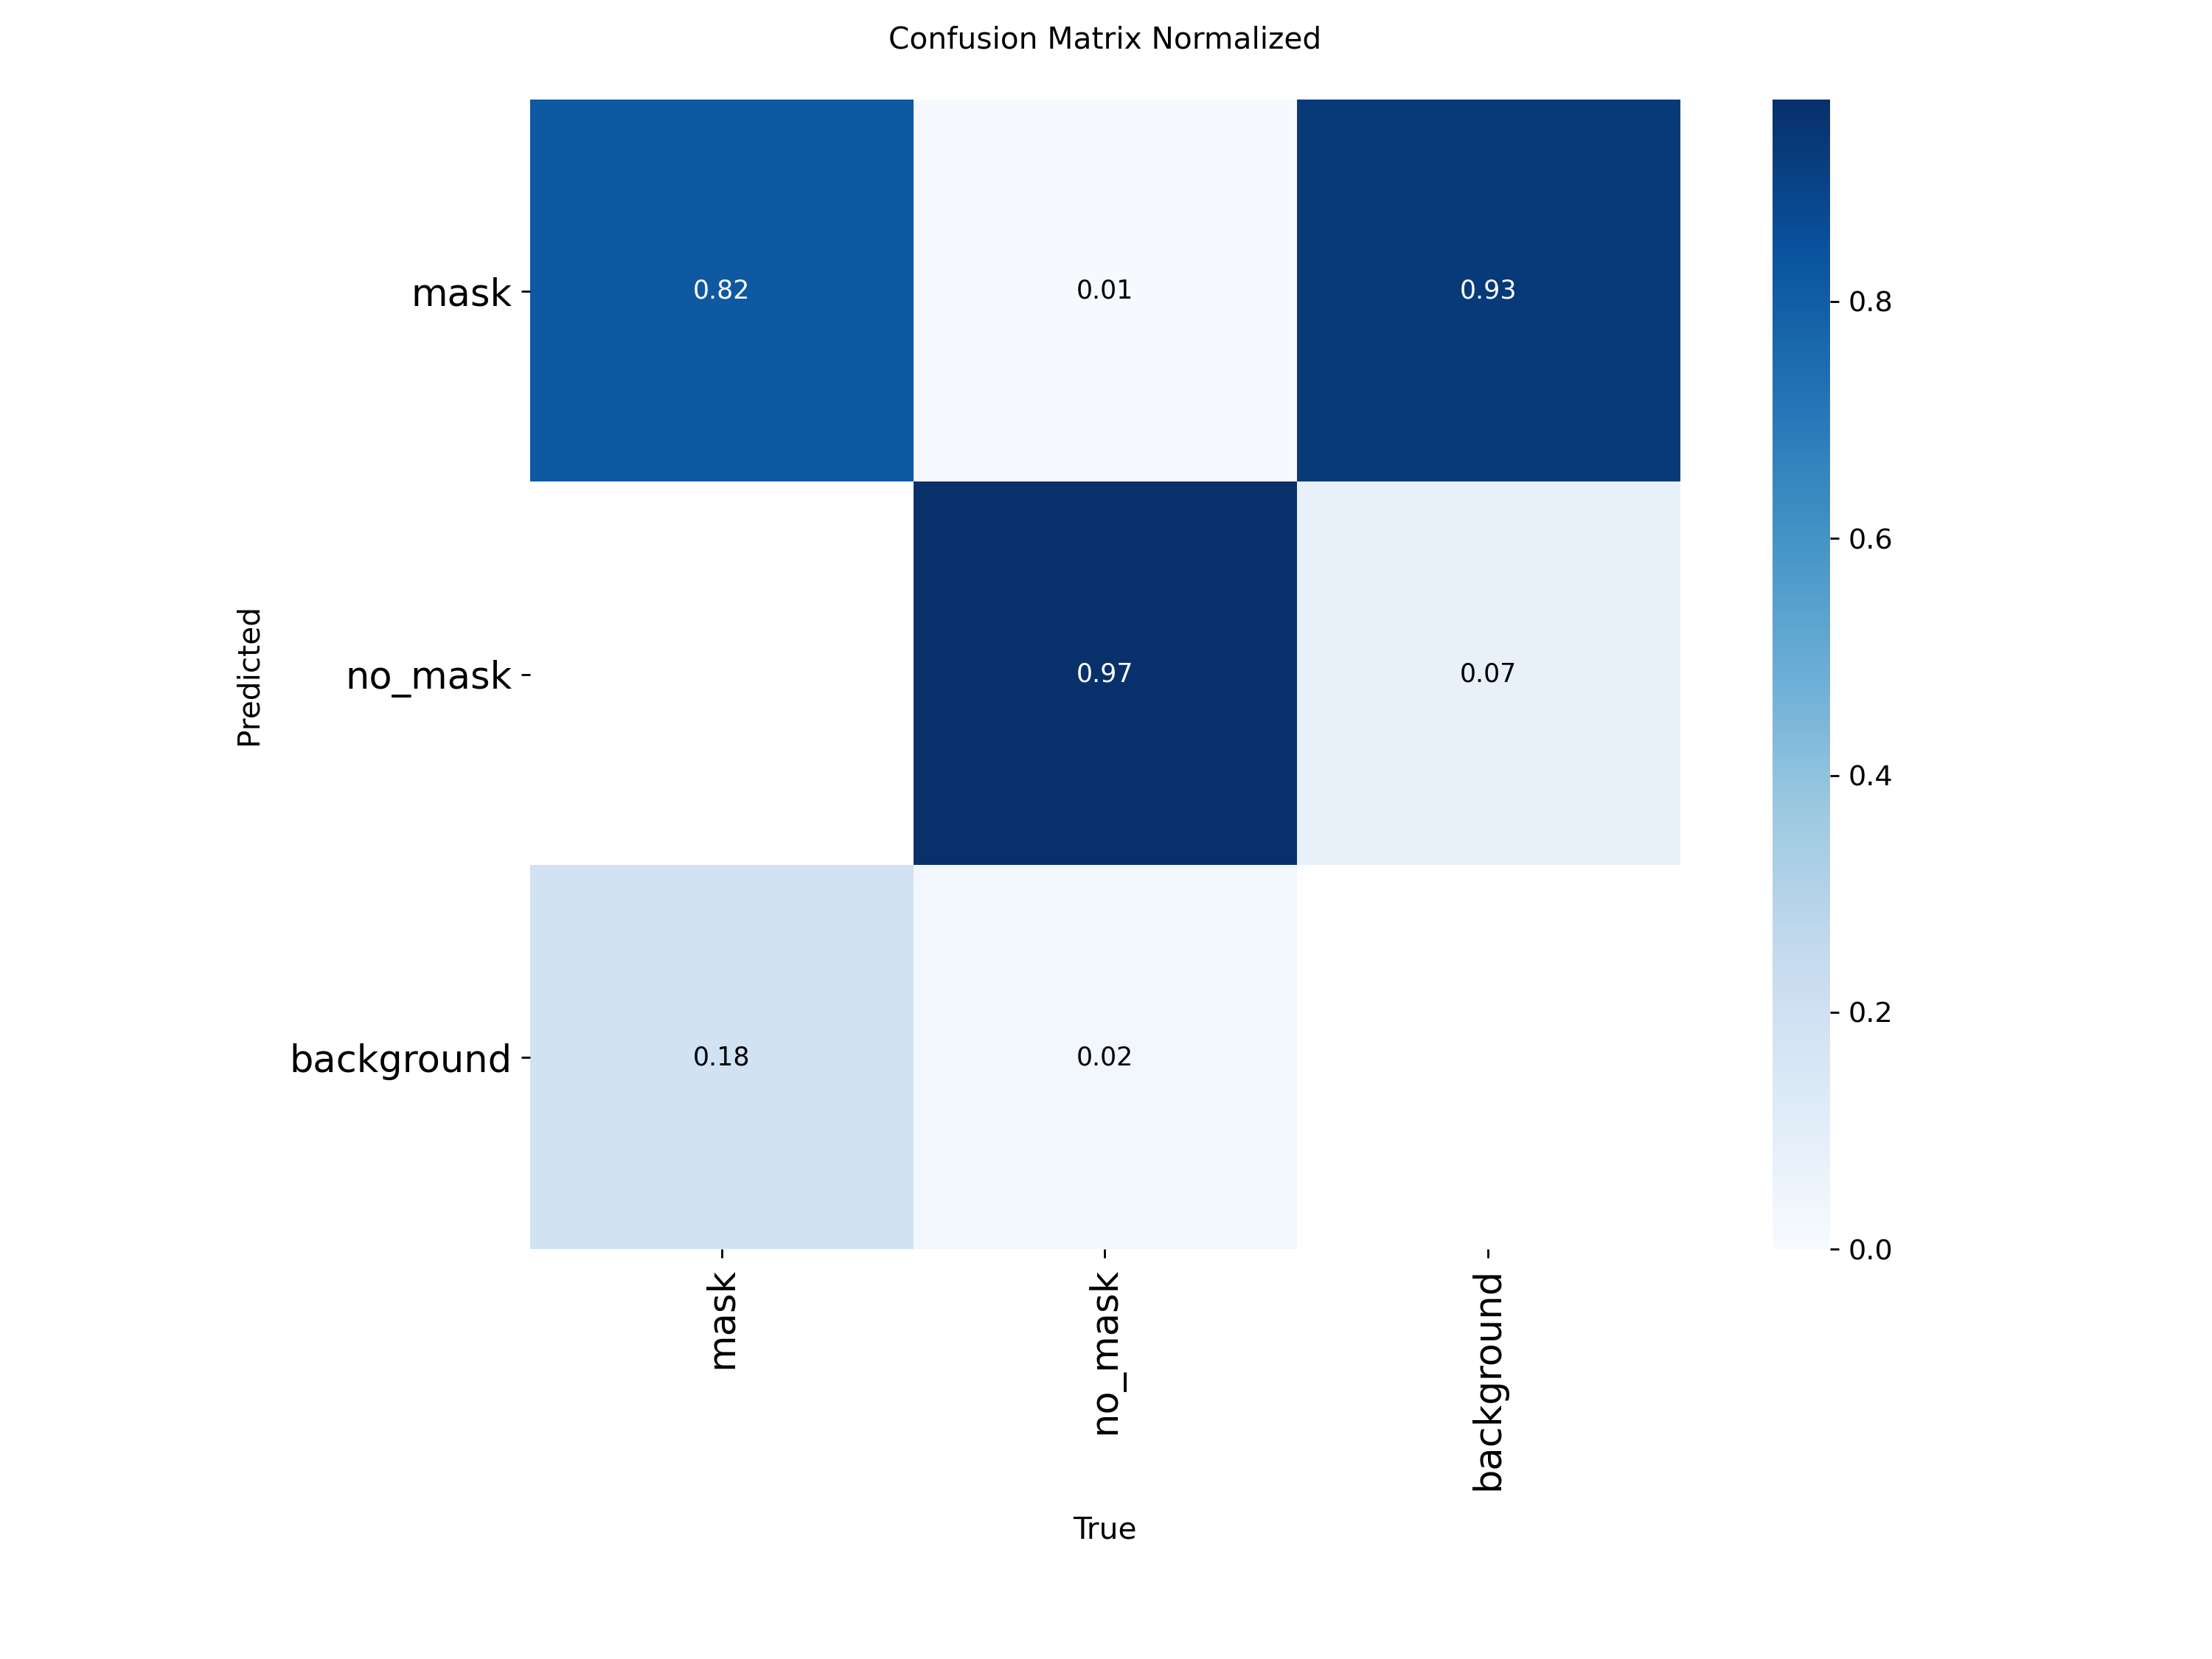 Confusion Matrix Normalized
mask
0.82
0.01
0.93
0.8
0.6
Predicted
no_mask
0.97
0.07
0.4
background
0.18
0.02
0.2
0.0
mask
no_mask
background
True